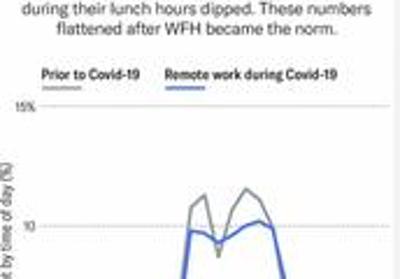 during their lunch hours dipped. These numbers
flattened after WFH became the norm.
Prior to Covid-19 Remote work during Covid-19
15%
10
t by time of day (%)